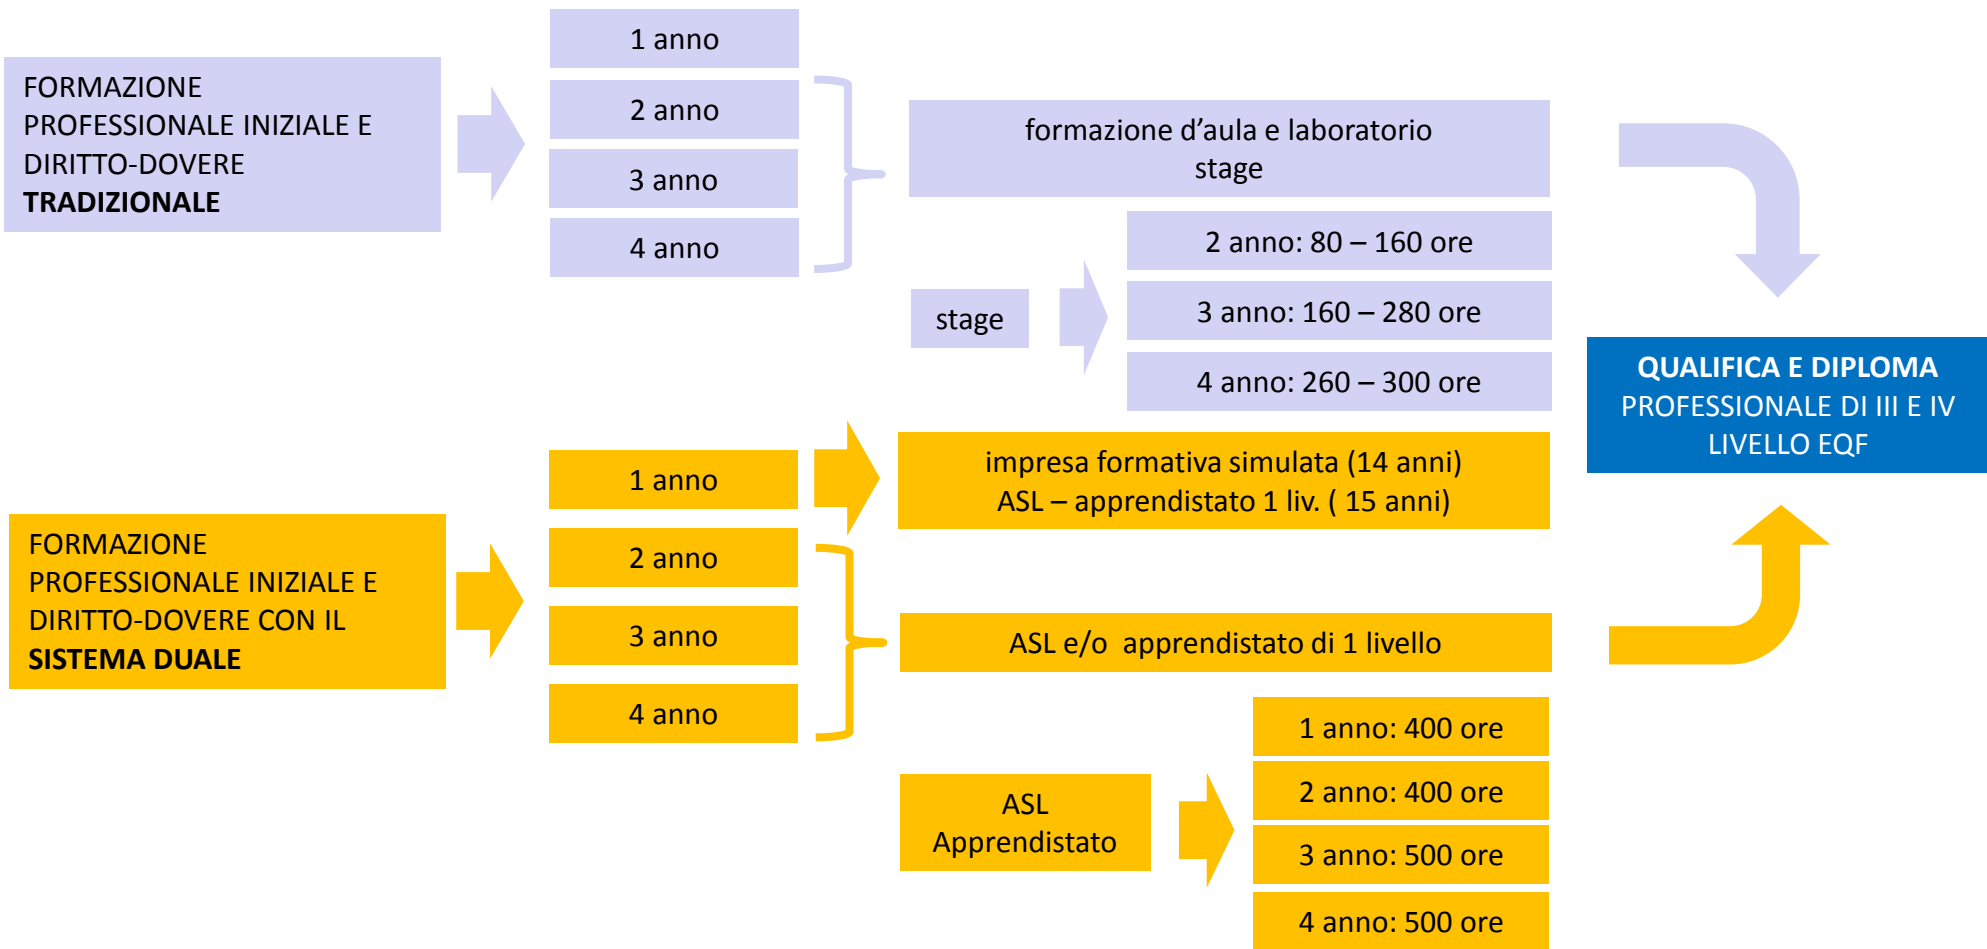 FORMAZIONE
PROFESSIONALE INIZIALE E
DIRITTO-DOVERE
TRADIZIONALE
1 anno
2 anno
3 anno
4 anno
formazione d’aula e laboratorio
stage
stage
2 anno: 80 – 160 ore
3 anno: 160 – 280 ore
4 anno: 260 – 300 ore
QUALIFICA E DIPLOMA
PROFESSIONALE DI III E IV
LIVELLO EQF
FORMAZIONE
PROFESSIONALE INIZIALE E
DIRITTO-DOVERE CON IL
SISTEMA DUALE
1 anno
2 anno
3 anno
4 anno
impresa formativa simulata (14 anni)
ASL – apprendistato 1 liv. ( 15 anni)
ASL e/o  apprendistato di 1 livello
ASL
Apprendistato
1 anno: 400 ore
2 anno: 400 ore
3 anno: 500 ore
4 anno: 500 ore